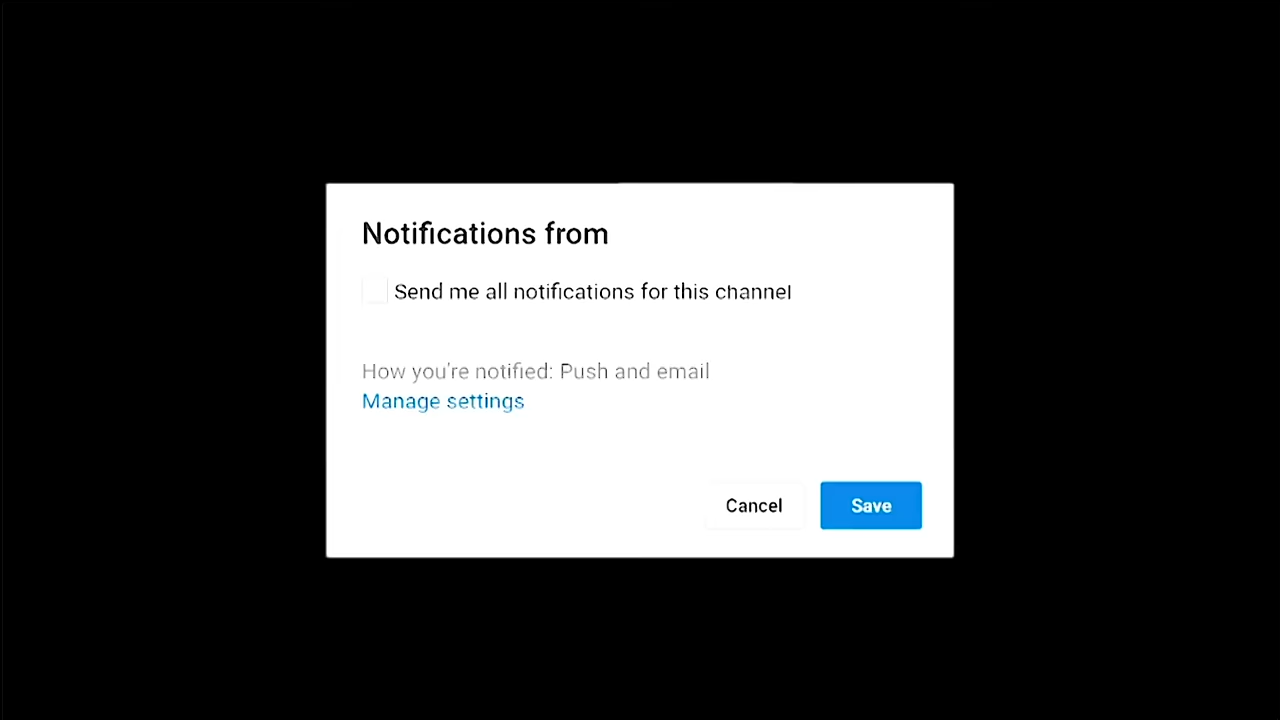 Notifications from
Send me all notifications for this channel
How you're notified: Push and email
Manage settings
Cancel
Save